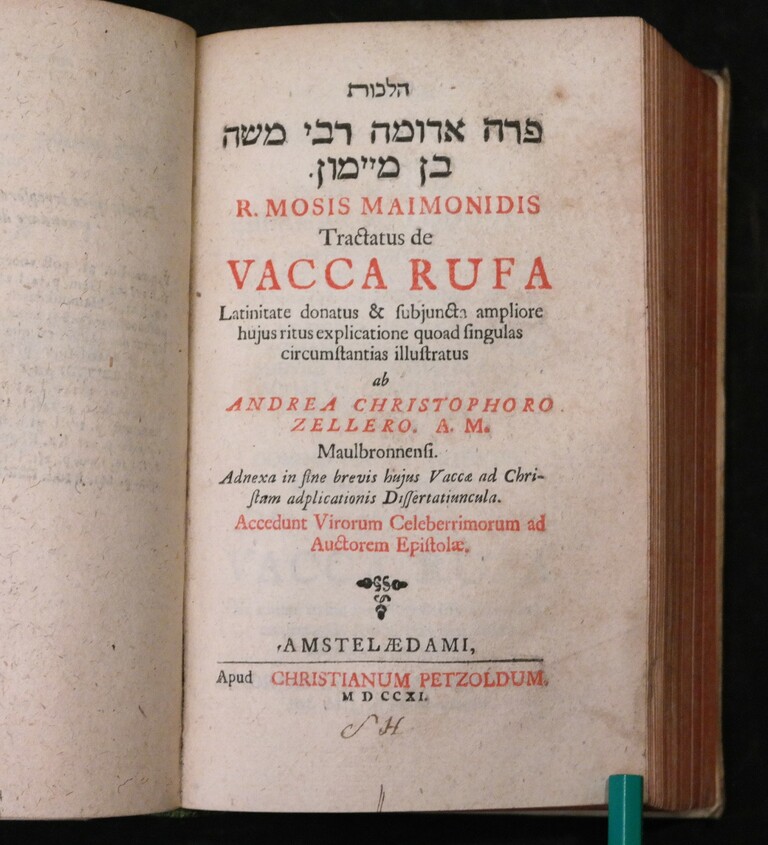 הלכות
פרה אדומה רבי משה
בן מיימון.
R. MOSIS MAIMONIDIS
Tractatus de
VACCA RUFA
Latinitate donatus & ſubjuncta ampliore
hujus ritus explicatione quoad ſingulas
circumſtantias illuſtratus
ab
ANDREA CHRISTOPHORO
ZELLERO. A. M.
Maulbronnenſi.
Adnexa in fine brevis hujus Vaccæ ad Chri-
ſtum adplicationis Diſſertatiuncula.
Accedunt Virorum Celeberrimorum ad
Auctorem Epiſtolæ.
AMSTELÆDAMI,
Apud CHRISTIANUM PETZOLDUM.
M D CCXI.